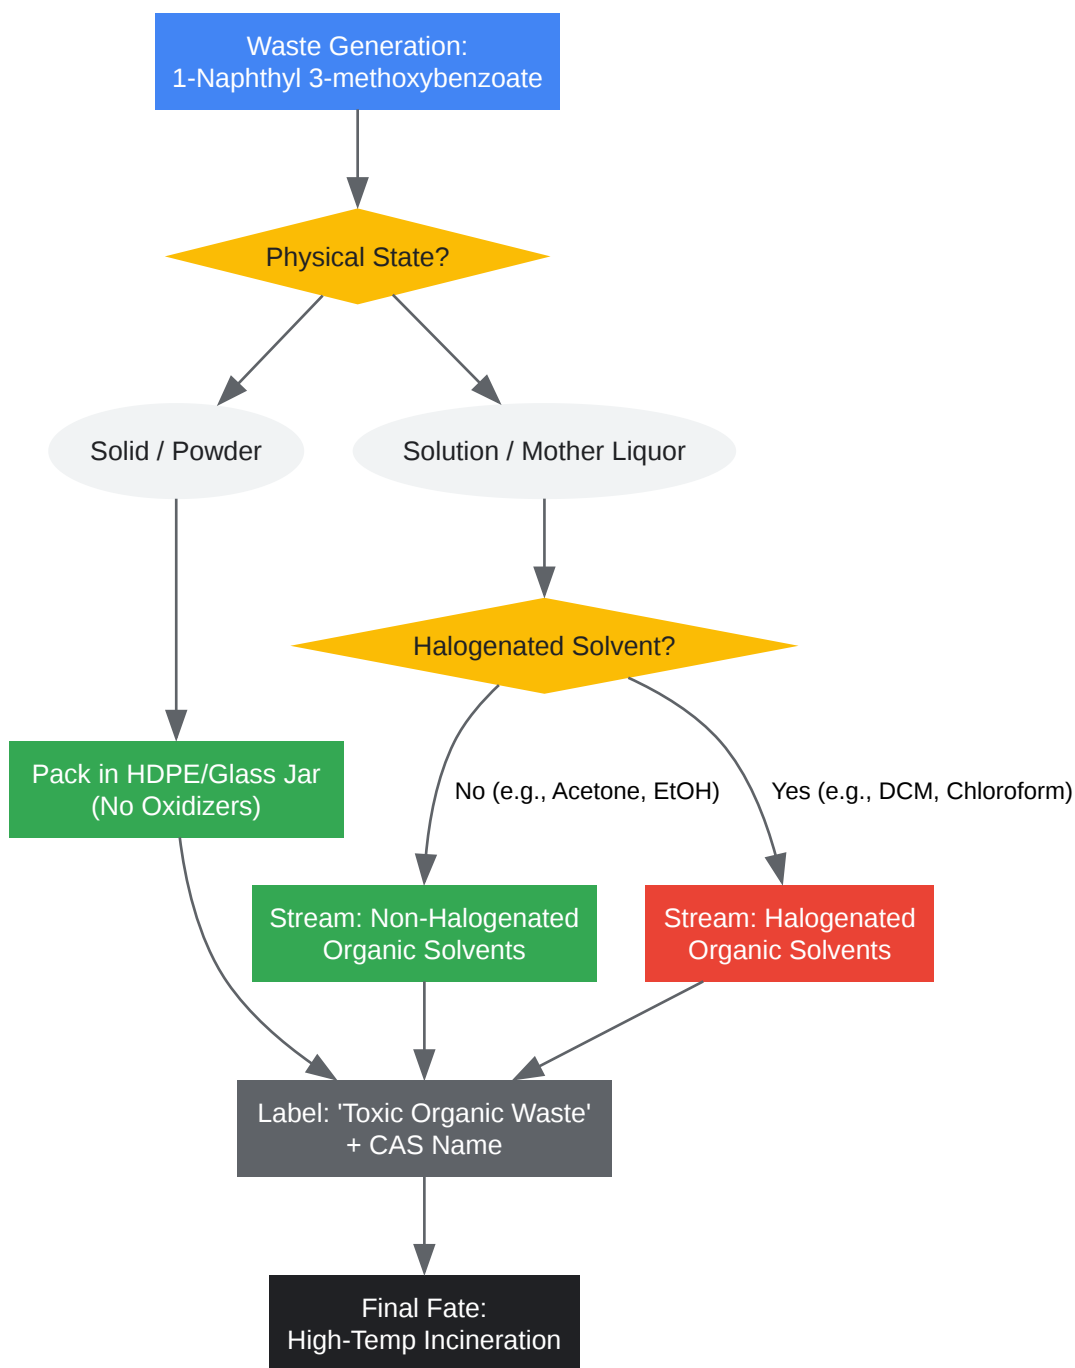 Waste Generation:
1-Naphthyl 3-methoxybenzoate
Physical State?
Solid / Powder
Solution / Mother Liquor
Halogenated Solvent?
Pack in HDPE/Glass Jar
(No Oxidizers)
No (e.g., Acetone, EtOH)
Yes (e.g., DCM, Chloroform)
Stream: Non-Halogenated
Organic Solvents
Stream: Halogenated
Organic Solvents
Label: 'Toxic Organic Waste'
+ CAS Name
Final Fate:
High-Temp Incineration